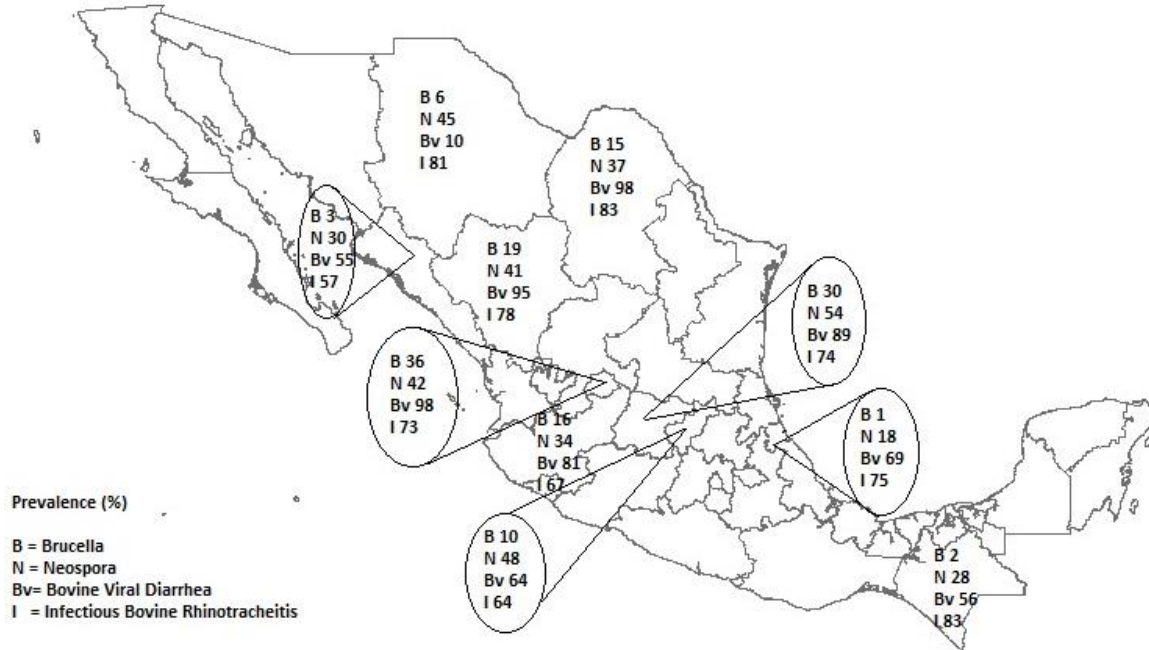 B 6
N 45
Bv 10
I 81
B 15
N 37
Bv 98
I 83
B 3
N 30
Bv 55
I 57
B 19
N 41
Bv 95
I 78
B 30
N 54
Bv 89
I 74
B 36
N 42
Bv 98
I 73
B 16
N 34
Bv 81
I 67
B 1
N 18
Bv 69
I 75
B 10
N 48
Bv 64
I 64
B 2
N 28
Bv 56
I 83
Prevalence (%)
B = Brucella
N = Neospora
Bv= Bovine Viral Diarrhea
I = Infectious Bovine Rhinotracheitis